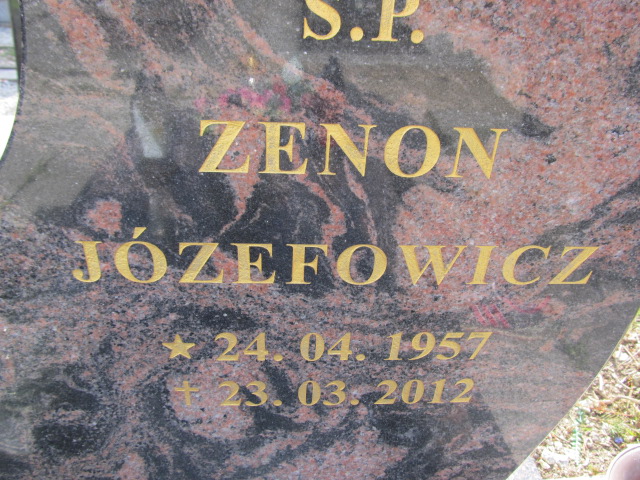 S.P.
ZENON
JÓZEFOWICZ
★ 24. 04. 1957
✝ 23. 03. 2012